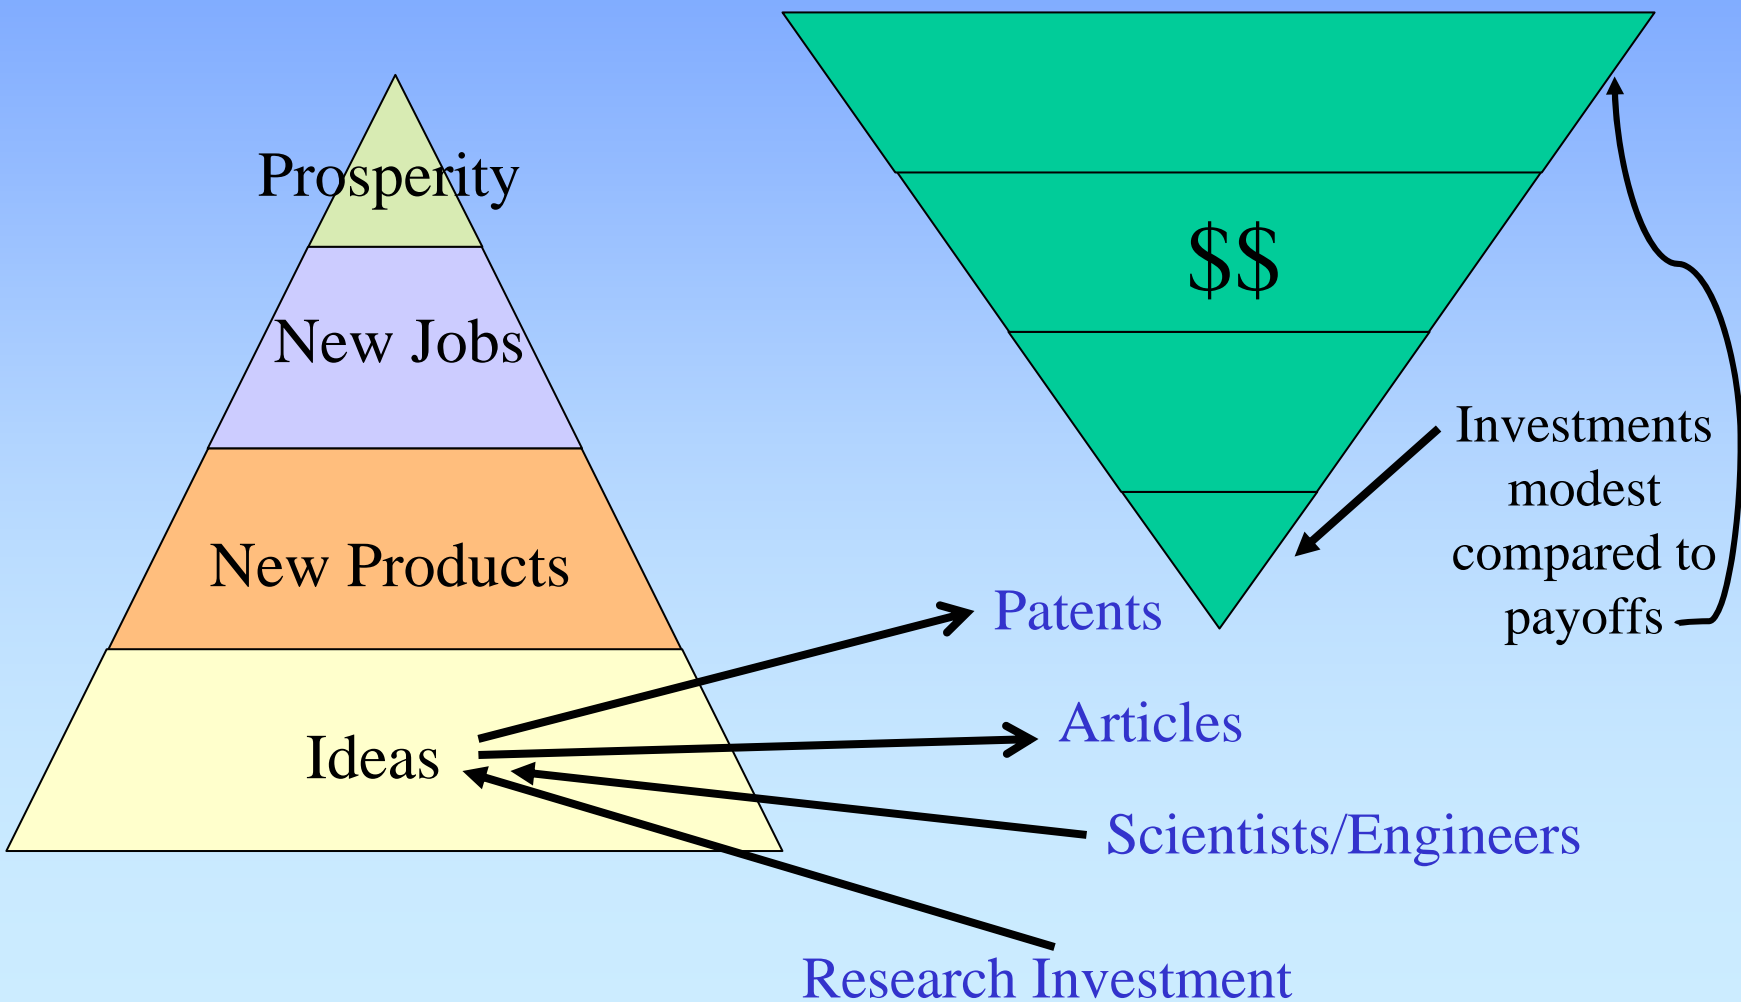 Prosperity
New Jobs
New Products
Ideas
$$
Investments
modest
compared to
payoffs
Patents
Articles
Scientists/Engineers
Research Investment